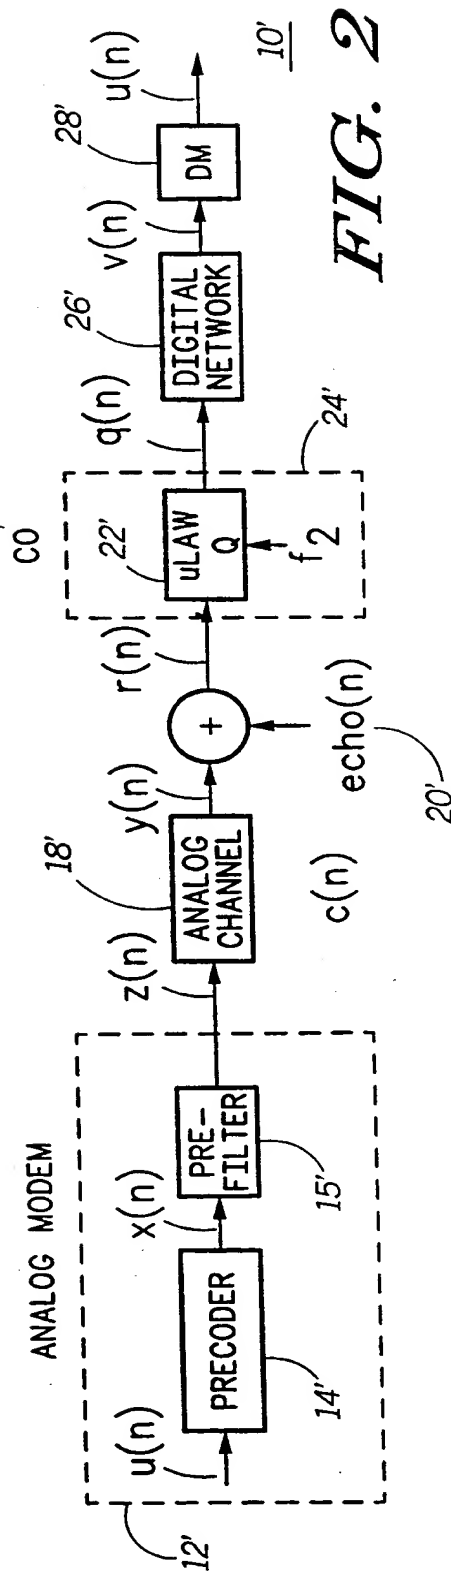 ANALOG MODEM
12'
u(n)
PRECODER
14'
x(n)
PRE-
FILTER
15'
z(n)
18'
ANALOG
CHANNEL
c(n)
y(n)
+
echo(n)
20'
r(n)
CO'
22'
uLAW
Q
f2
24'
q(n)
26'
DIGITAL
NETWORK
v(n)
28'
DM
u(n)
10'
FIG. 2